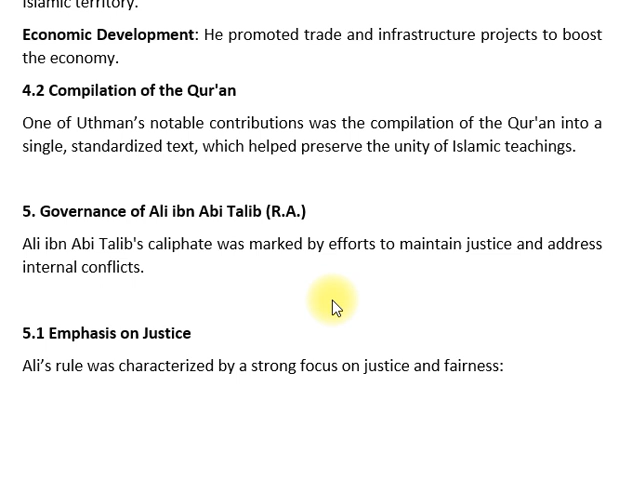 Islamic territory.
Economic Development: He promoted trade and infrastructure projects to boost
the economy.
4.2 Compilation of the Qur'an
One of Uthman’s notable contributions was the compilation of the Qur'an into a
single, standardized text, which helped preserve the unity of Islamic teachings.
5. Governance of Ali ibn Abi Talib (R.A.)
Ali ibn Abi Talib's caliphate was marked by efforts to maintain justice and address
internal conflicts.
5.1 Emphasis on Justice
Ali’s rule was characterized by a strong focus on justice and fairness: